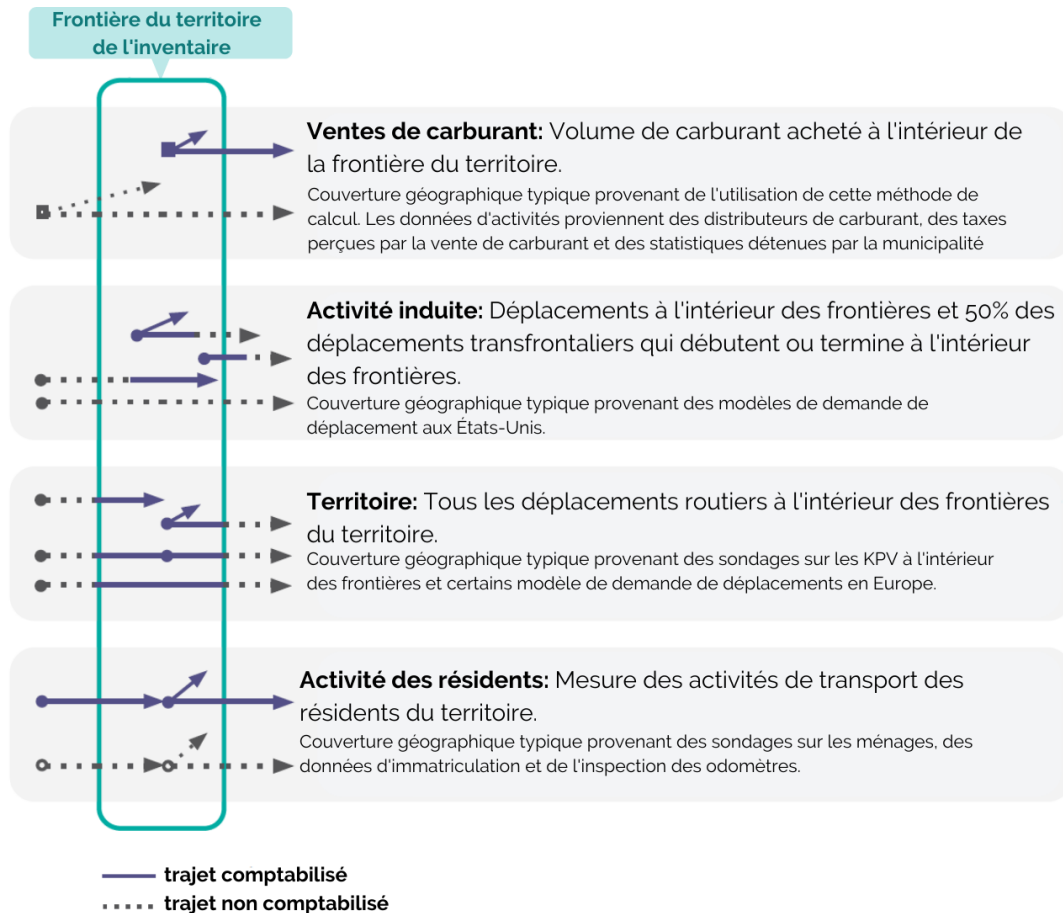 Frontière du territoire
de l'inventaire
Ventes de carburant: Volume de carburant acheté à l'intérieur de
la frontière du territoire.
Couverture géographique typique provenant de l'utilisation de cette méthode de
calcul. Les données d'activités proviennent des distributeurs de carburant, des taxes
perçues par la vente de carburant et des statistiques détenues par la municipalité
Activité induite: Déplacements à l'intérieur des frontières et 50% des
déplacements transfrontaliers qui débutent ou termine à l'intérieur
des frontières.
Couverture géographique typique provenant des modèles de demande de
déplacement aux États-Unis.
Territoire: Tous les déplacements routiers à l'intérieur des frontières
du territoire.
Couverture géographique typique provenant des sondages sur les KPV à l'intérieur
des frontières et certains modèle de demande de déplacements en Europe.
Activité des résidents: Mesure des activités de transport des
résidents du territoire.
Couverture géographique typique provenant des sondages sur les ménages, des
données d'immatriculation et de l'inspection des odomètres.
trajet comptabilisé
trajet non comptabilisé